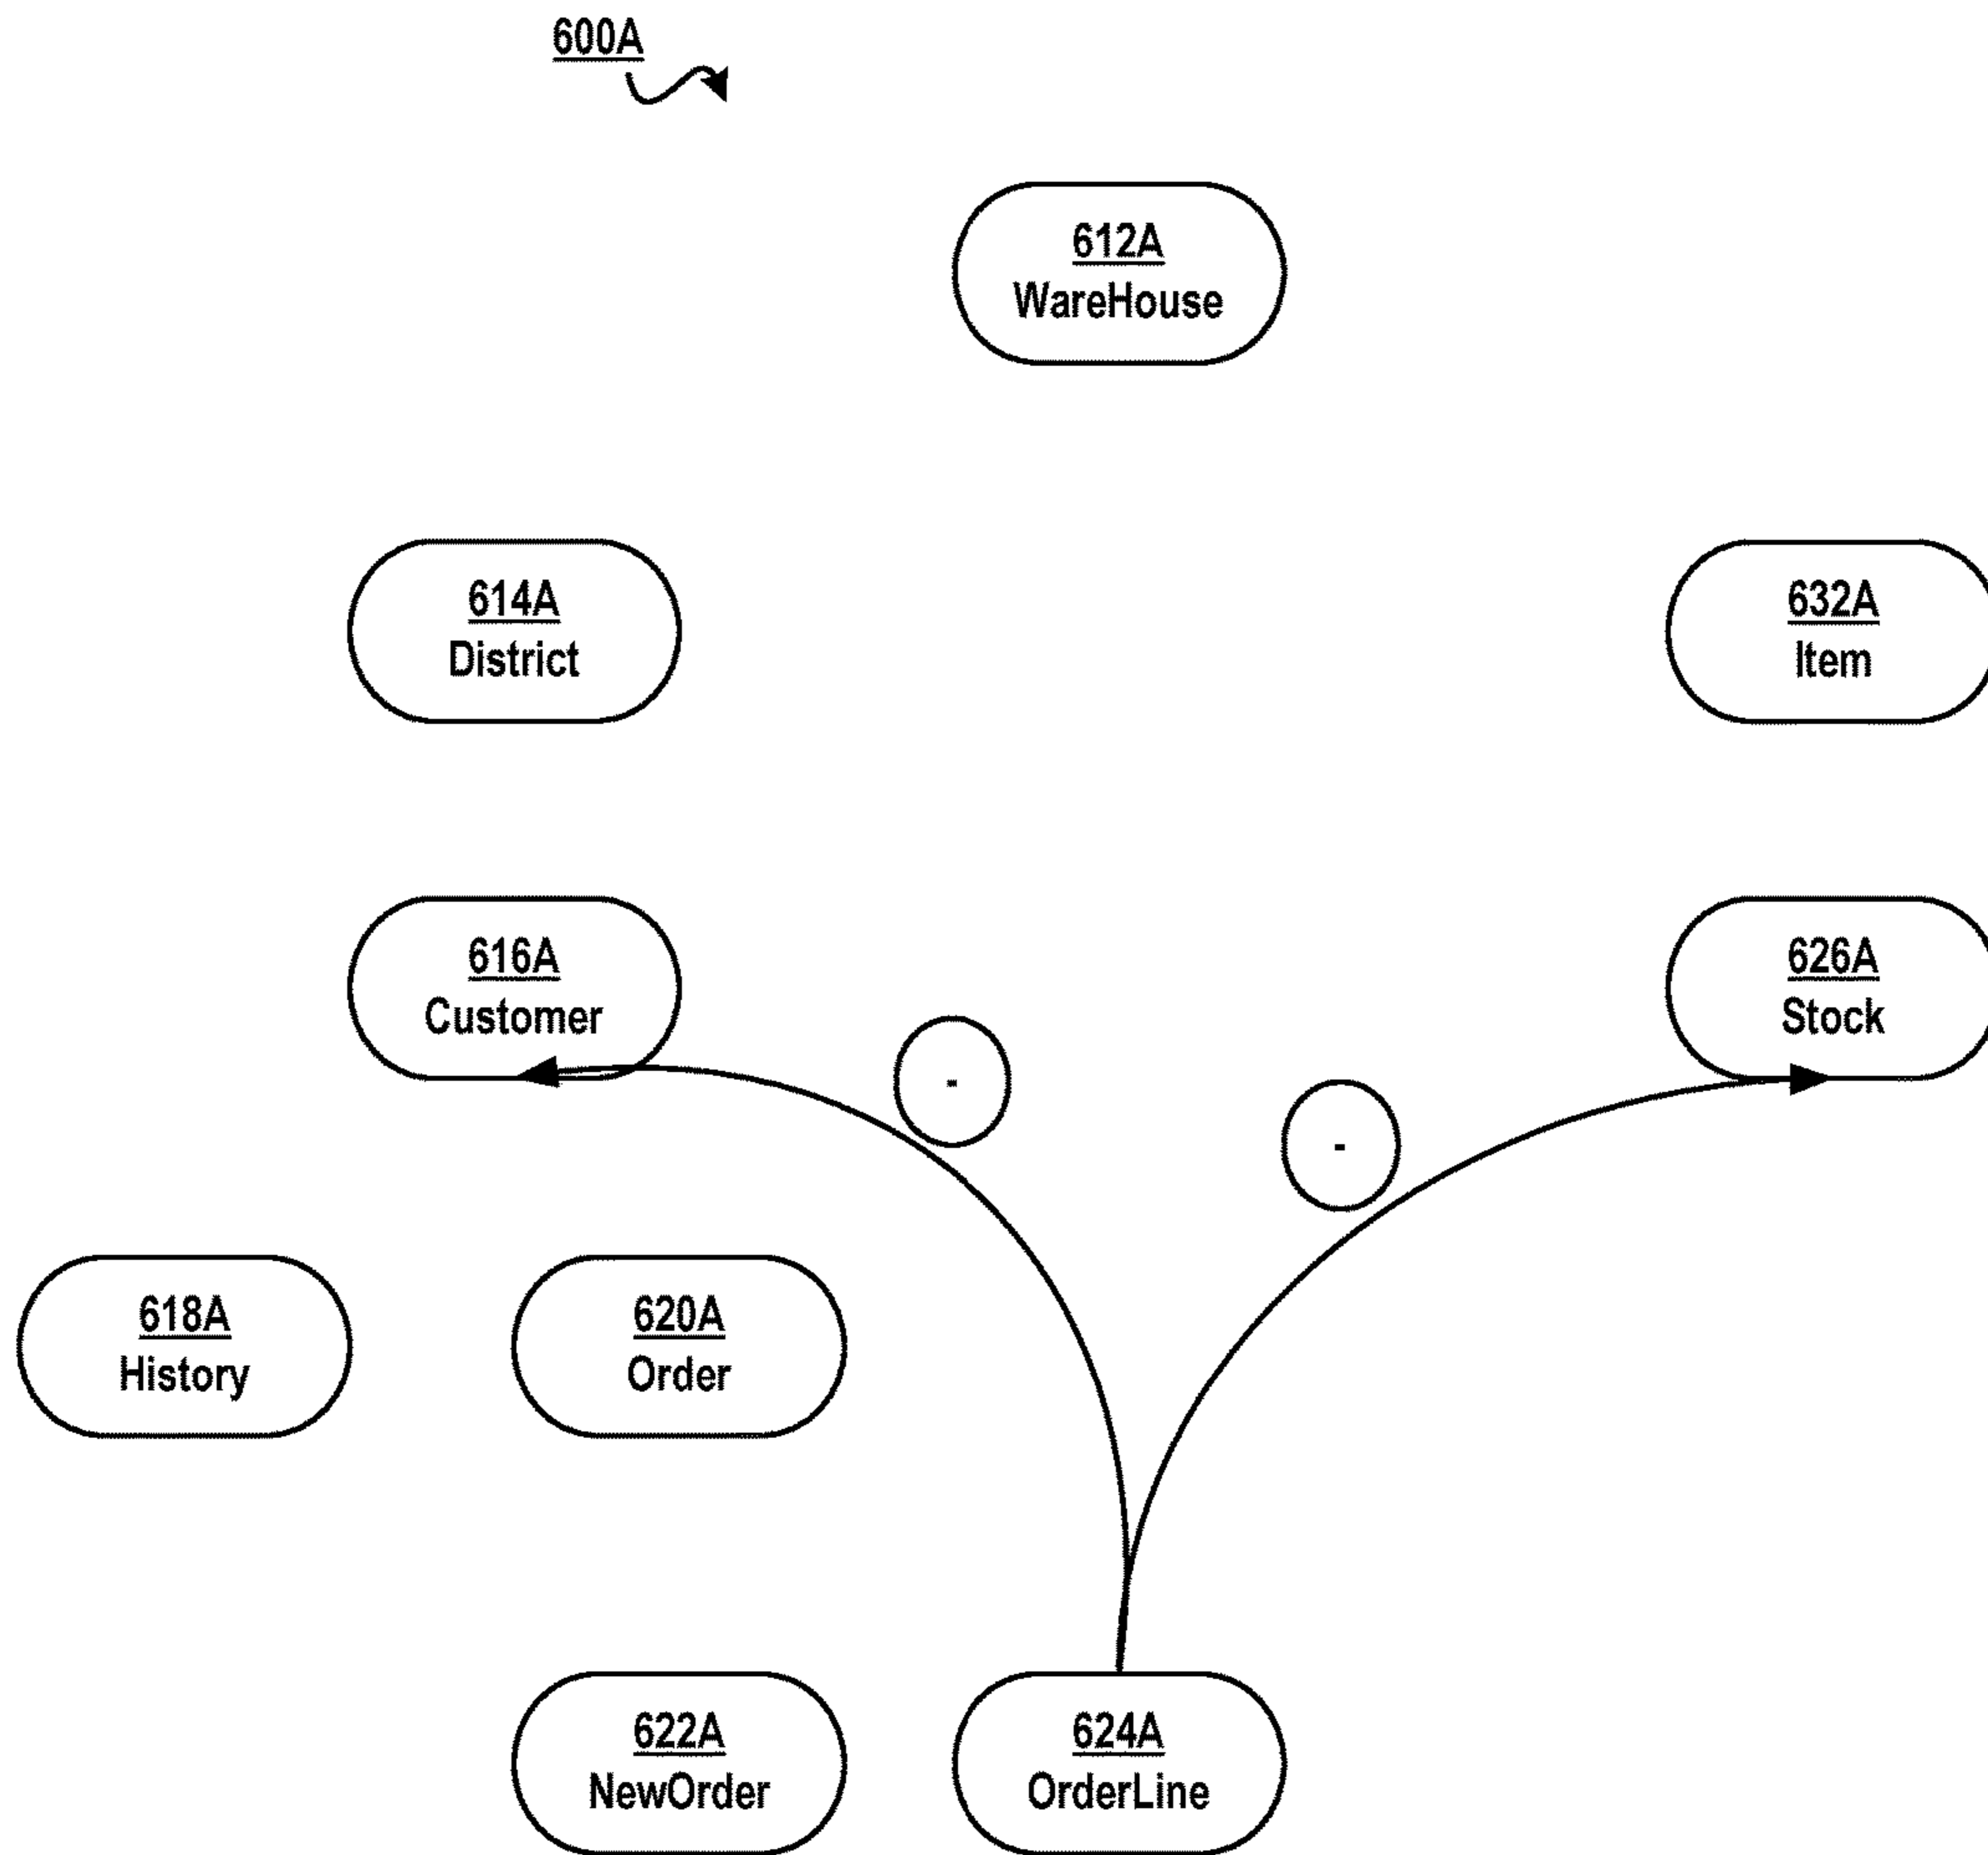 600A
612A
WareHouse
614A
District
632A
Item
616A
Customer
626A
Stock
-
-
618A
History
620A
Order
622A
NewOrder
624A
OrderLine